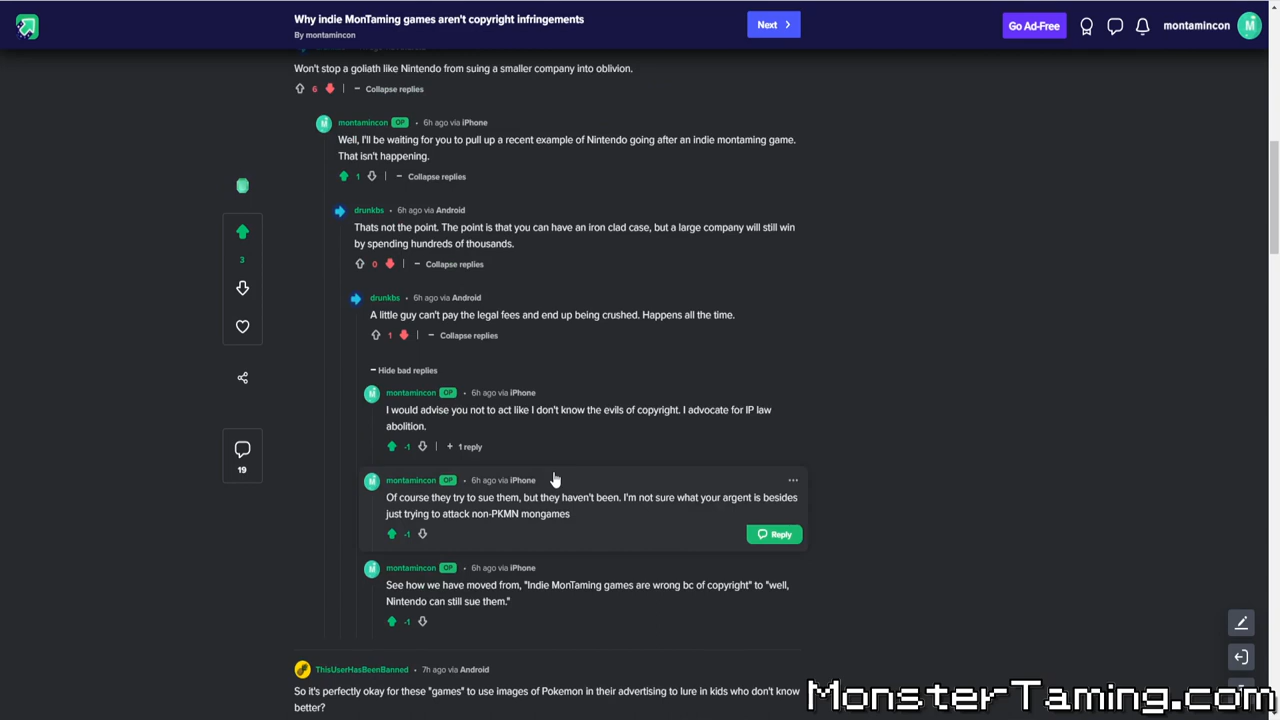 Why indie MonTaming games aren't copyright infringements
By montamincon
Next
Go Ad-Free
montamincon
M
Won't stop a goliath like Nintendo from suing a smaller company into oblivion.
6 | − Collapse replies
M montamincon OP • 6h ago via iPhone
Well, I'll be waiting for you to pull up a recent example of Nintendo going after an indie montaming game.
That isn't happening.
1 | − Collapse replies
drunkbs • 6h ago via Android
Thats not the point. The point is that you can have an iron clad case, but a large company will still win
by spending hundreds of thousands.
0 | − Collapse replies
drunkbs • 6h ago via Android
A little guy can't pay the legal fees and end up being crushed. Happens all the time.
1 | − Collapse replies
− Hide bad replies
M montamincon OP • 6h ago via iPhone
I would advise you not to act like I don't know the evils of copyright. I advocate for IP law
abolition.
-1 | + 1 reply
M montamincon OP • 6h ago via iPhone
Of course they try to sue them, but they haven't been. I'm not sure what your argent is besides
just trying to attack non-PKMN mongames
-1
Reply
M montamincon OP • 6h ago via iPhone
See how we have moved from, "Indie MonTaming games are wrong bc of copyright" to "well,
Nintendo can still sue them."
-1
ThisUserHasBeenBanned • 7h ago via Android
So it's perfectly okay for these "games" to use images of Pokemon in their advertising to lure in kids who don't know
better?
3
19
MonsterTaming.com